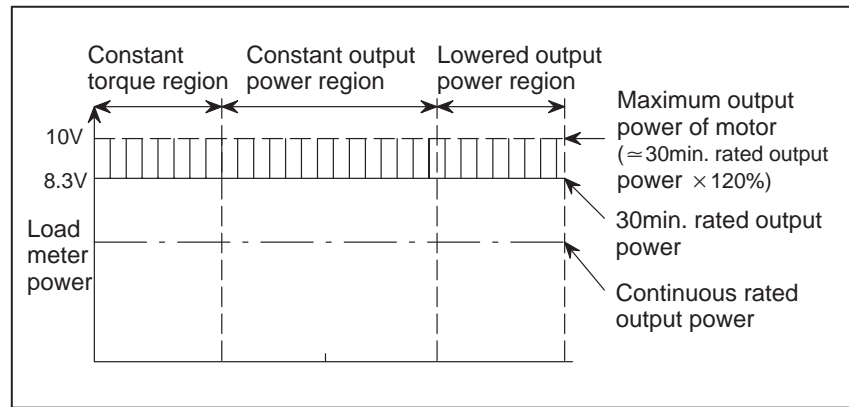 Constant
torque region
Constant output
power region
Lowered output
power region
10V
8.3V
Load
meter
power
Maximum output
power of motor
(≃30min. rated output
power ×120%)
30min. rated output
power
Continuous rated
output power